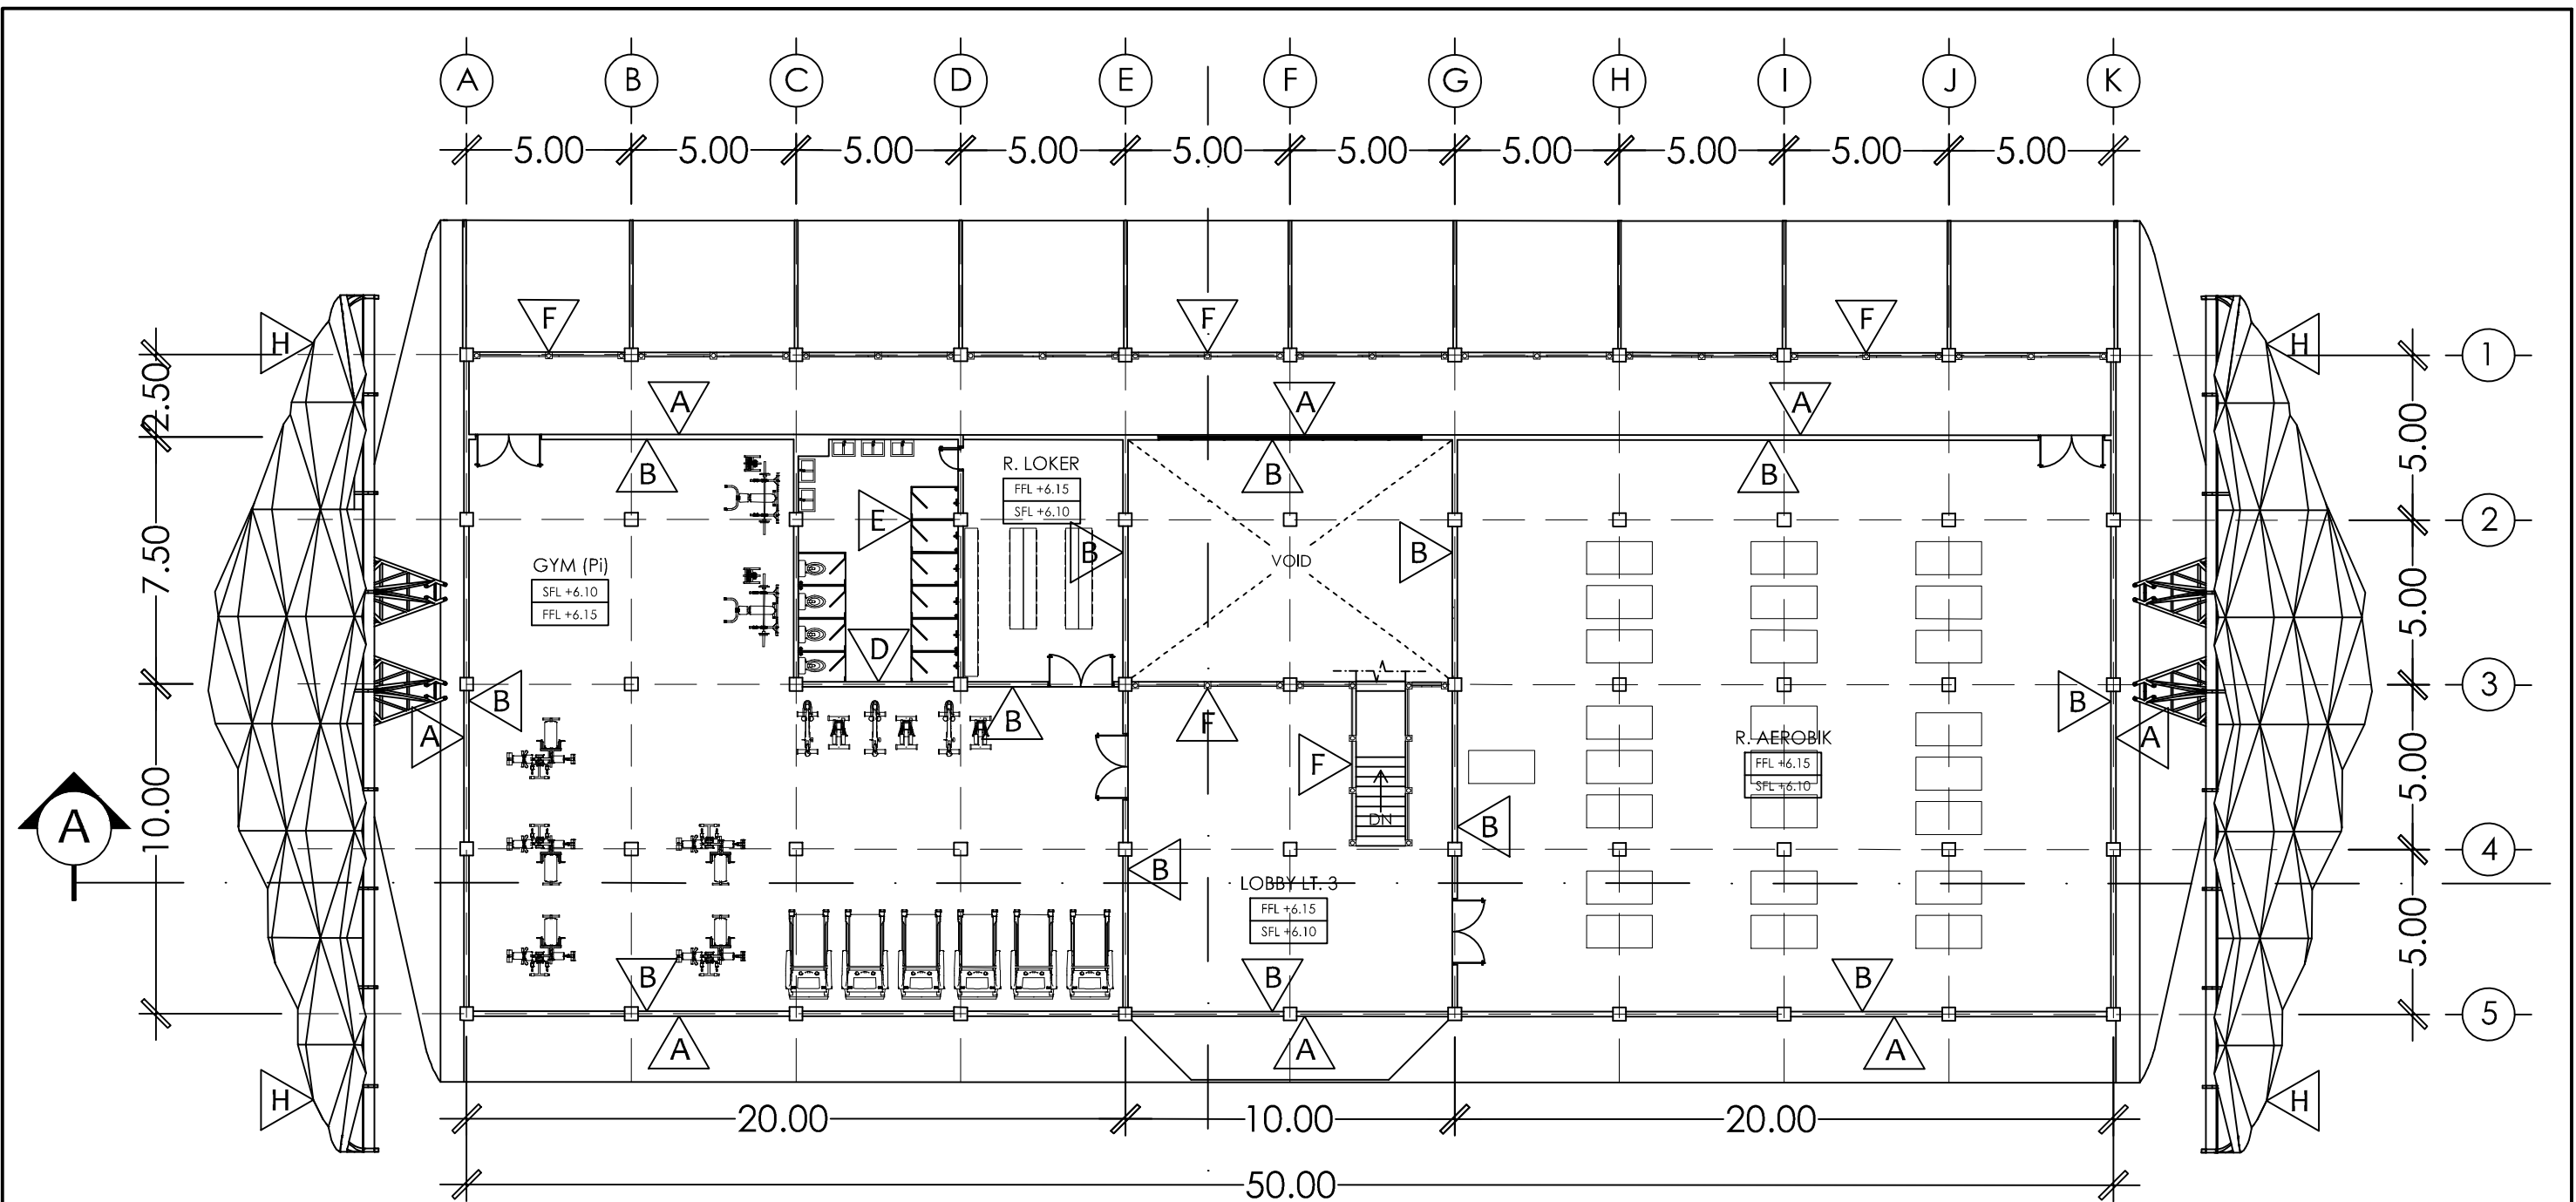 A B C D E F G H I J K
5.00 5.00 5.00 5.00 5.00 5.00 5.00 5.00 5.00 5.00
F F F
H H
1
2.50
5.00
A A A
B B B
R. LOKER
FFL +6.15
SFL +6.10
E
2
7.50
B B
VOID
GYM (Pi)
SFL +6.10
FFL +6.15
5.00
D
3
B B F B
A A
R. AEROBIK
FFL +6.15
SFL +6.10
F
5.00
10.00
A
DN
B
4
B
LOBBY LT. 3
FFL +6.15
SFL +6.10
5.00
B B B
5
A A A
H H
20.00 10.00 20.00
50.00